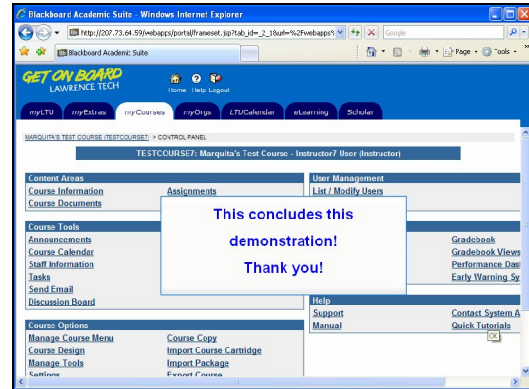 Blackboard Academic Suite - Windows Internet Explorer
http://207.73.64.59/webapps/portal/frameset.jsp?tab_id=_2_1&url=%2Fwebapps%
Google
Blackboard Academic Suite
Page
Tools
GET ON BOARD
LAWRENCE TECH
Home Help Logout
myLTU myExtras myCourses myOrgs LTUCalendar eLearning Scholar
MARQUITA'S TEST COURSE (TESTCOURSE7) > CONTROL PANEL
TESTCOURSE7: Marquita's Test Course - Instructor7 User (Instructor)
Content Areas
Course Information Assignments
Course Documents
User Management
List / Modify Users
Course Tools
Announcements
Course Calendar
Staff Information
Tasks
Send Email
Discussion Board
This concludes this
demonstration!
Thank you!
Gradebook
Gradebook Views
Performance Das
Early Warning Sy
Help
Support Contact System A
Manual Quick Tutorials
OK
Course Options
Manage Course Menu Course Copy
Course Design Import Course Cartridge
Manage Tools Import Package
Settings Export Course